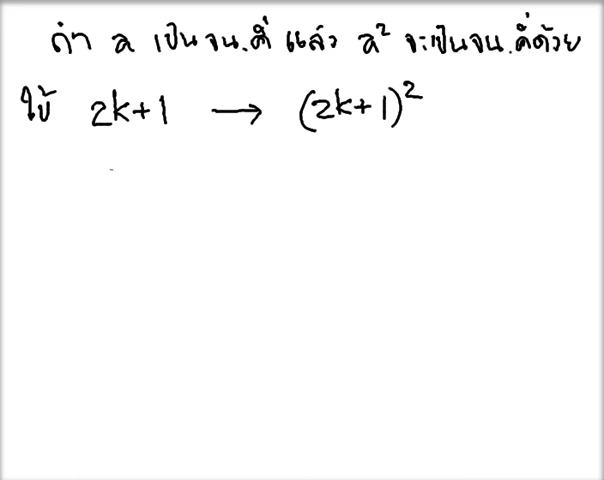 ถ้า a เป็น จน.คี่ แล้ว a² จะเป็น จน.คี่ด้วย
ใช้ 2k+1 → (2k+1)²